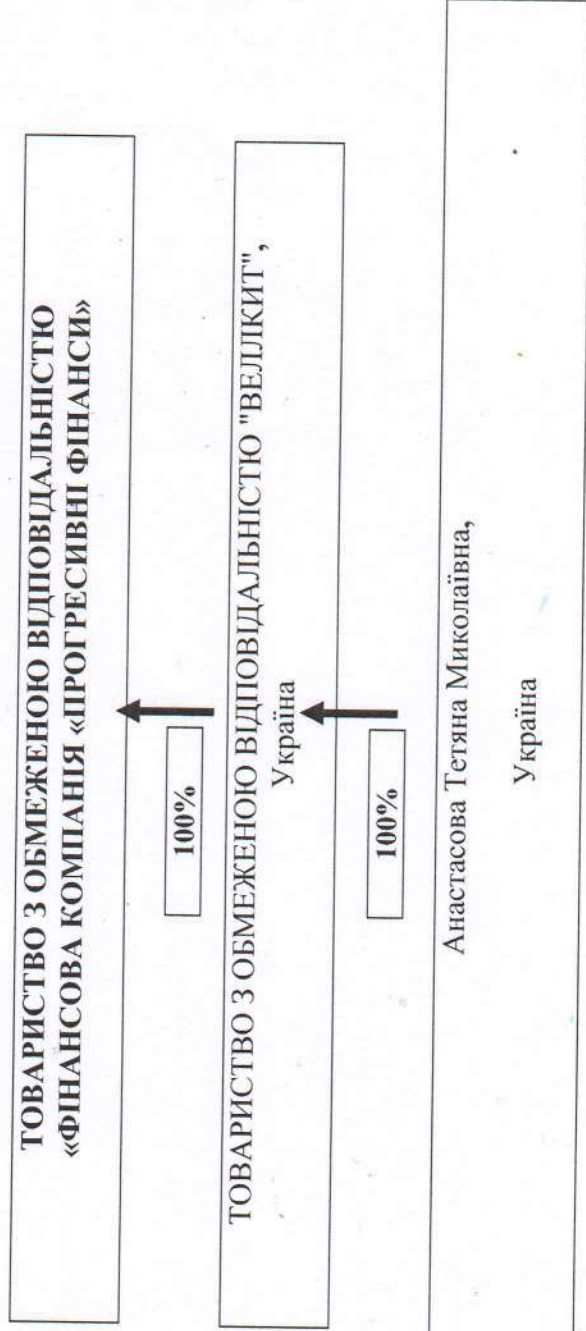 ТОВАРИСТВО З ОБМЕЖЕНОЮ ВІДПОВІДАЛЬНІСТЮ
«ФІНАНСОВА КОМПАНІЯ «ПРОГРЕСИВНІ ФІНАНСИ»
100%
ТОВАРИСТВО З ОБМЕЖЕНОЮ ВІДПОВІДАЛЬНІСТЮ "ВЕЛЛКИТ",
Україна
100%
Анастасова Тетяна Миколаївна,
Україна